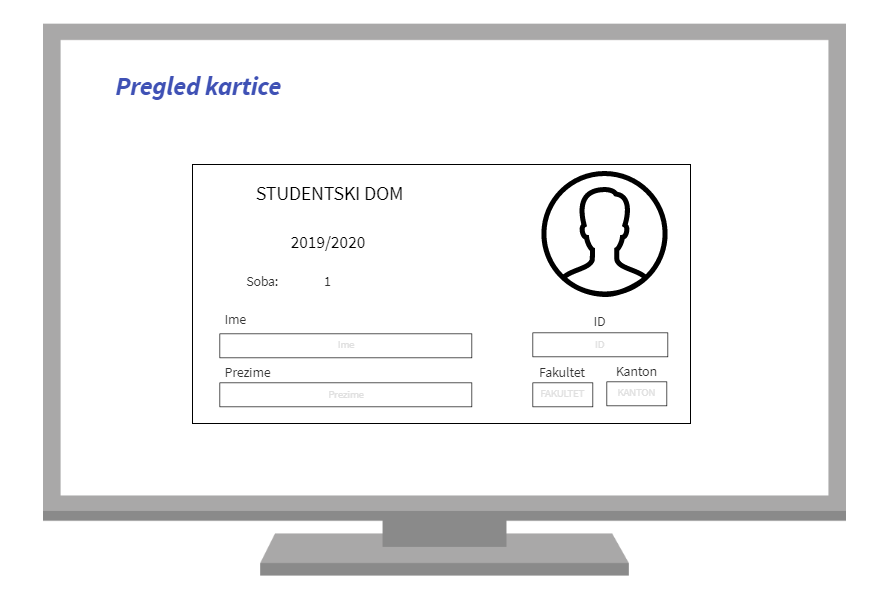 Pregled kartice
STUDENTSKI DOM
2019/2020
Soba: 1
Ime
Ime
Prezime
Prezime
ID
ID
Fakultet Kanton
FAKULTET KANTON